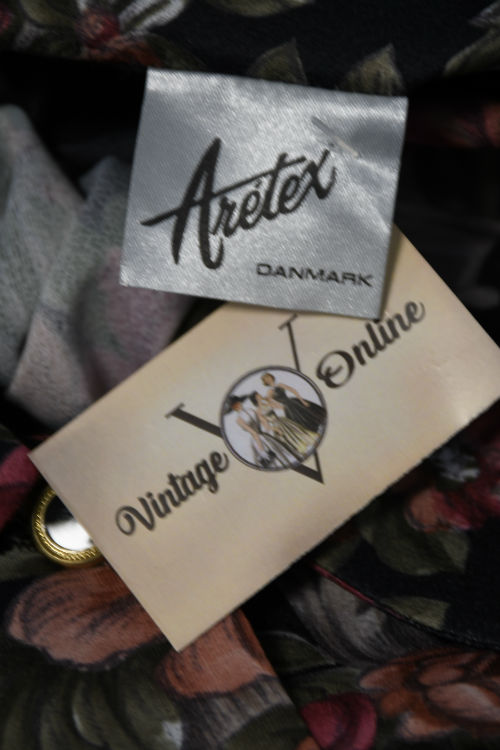 Arétex
DANMARK
V
Vintage Online